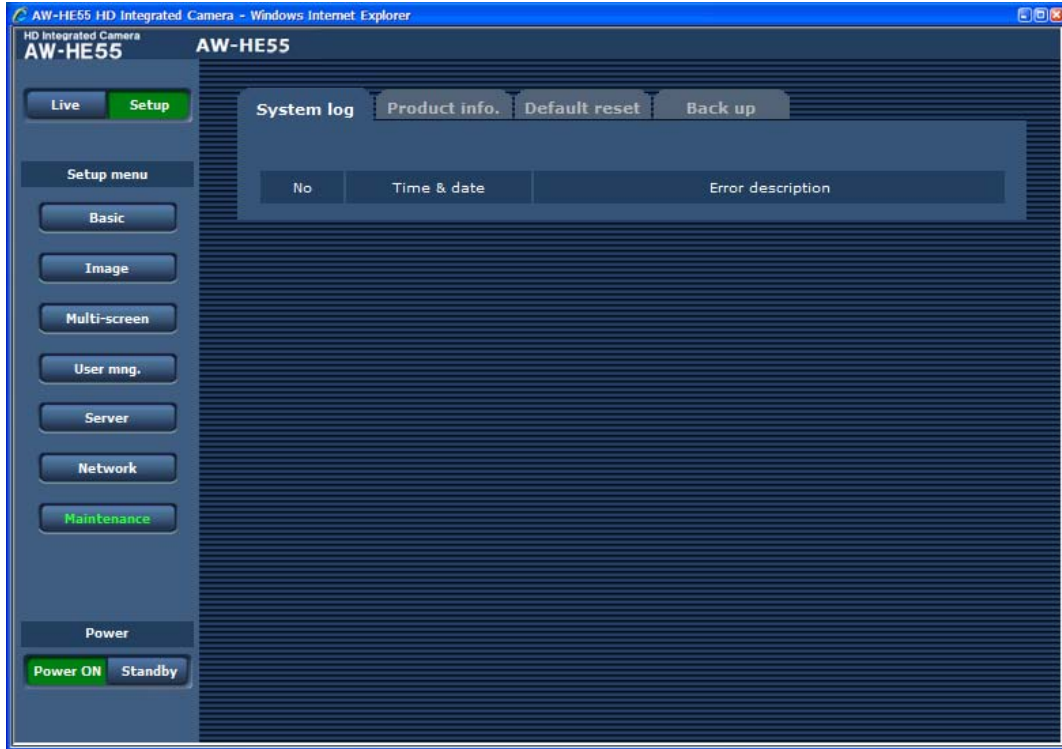 AW-HE55 HD Integrated Camera - Windows Internet Explorer
HD Integrated Camera
AW-HE55
AW-HE55
Live Setup
System log Product info. Default reset Back up
Setup menu
No Time & date Error description
Basic
Image
Multi-screen
User mng.
Server
Network
Maintenance
Power
Power ON Standby